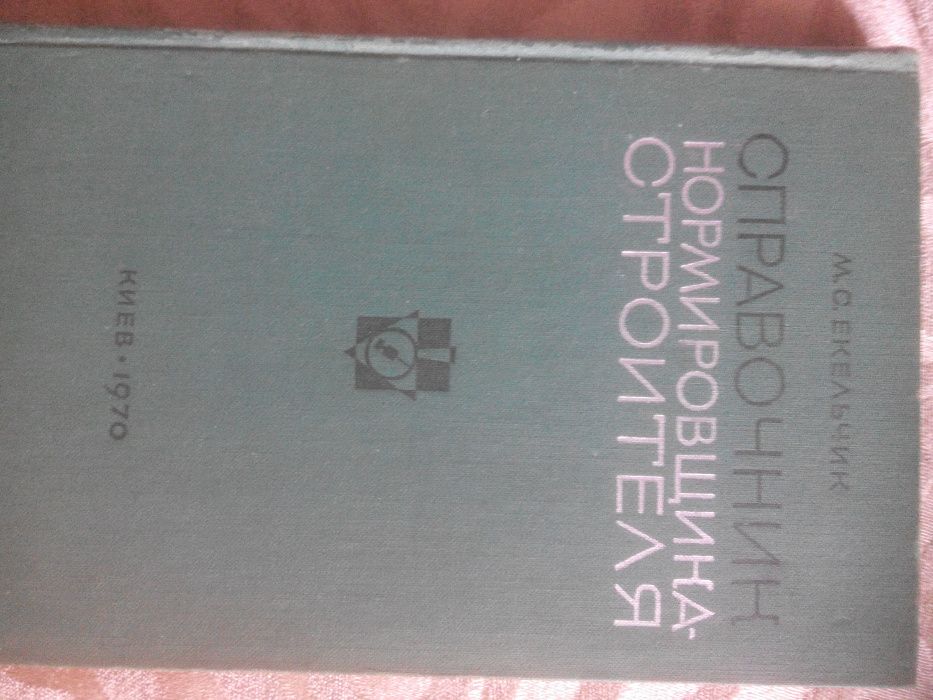 М.С. ЕКЕЛЬЧИК
СПРАВОЧНИК
НОРМИРОВЩИКА-
СТРОИТЕЛЯ
КИЕВ • 1970